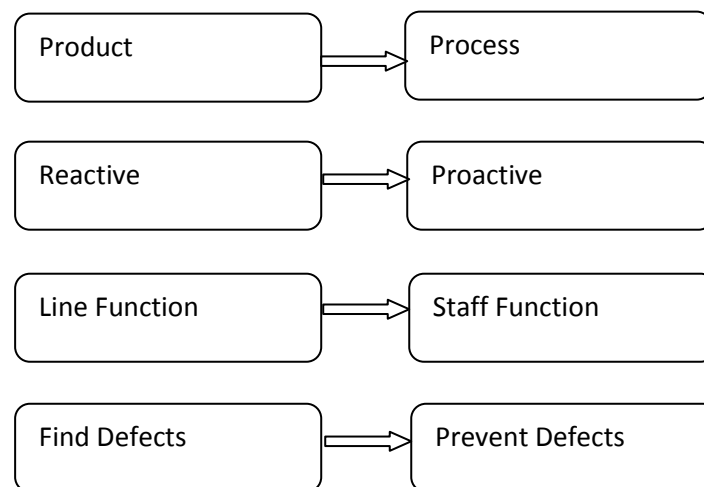 Product
Process
Reactive
Proactive
Line Function
Staff Function
Find Defects
Prevent Defects